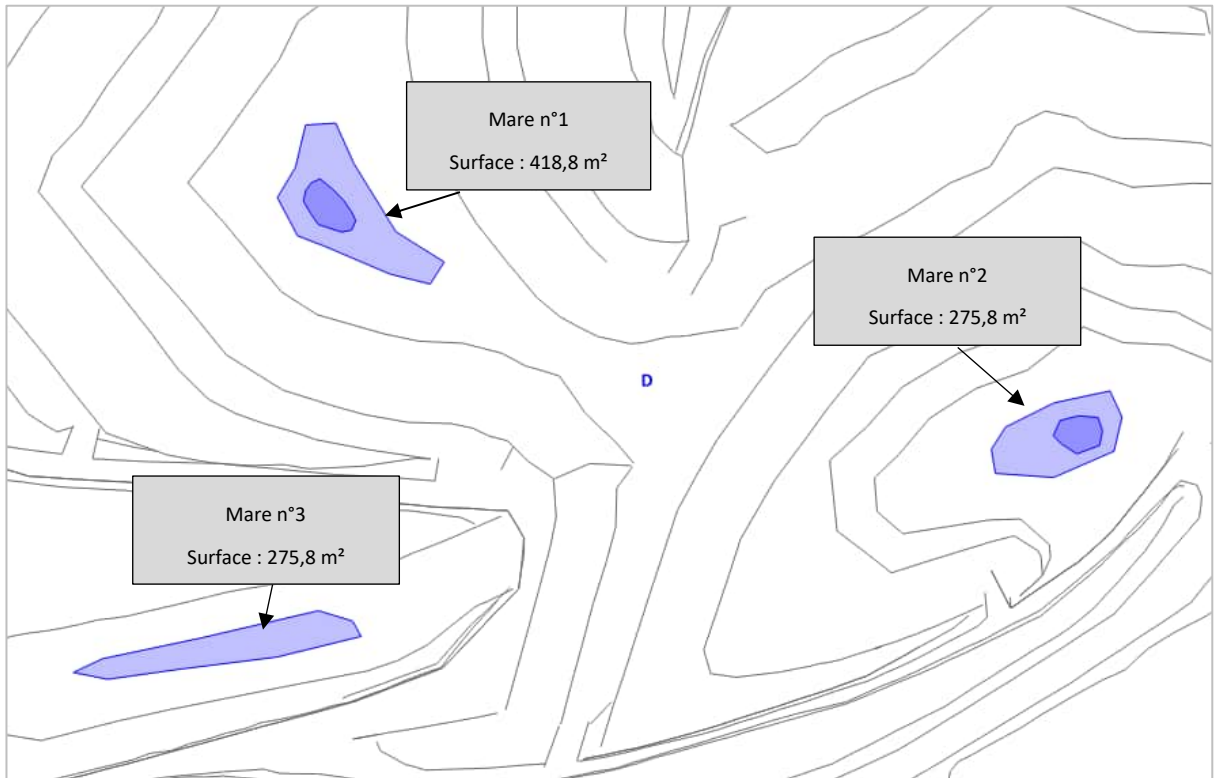 Mare n°1
Surface : 418,8 m²
Mare n°2
Surface : 275,8 m²
D
Mare n°3
Surface : 275,8 m²